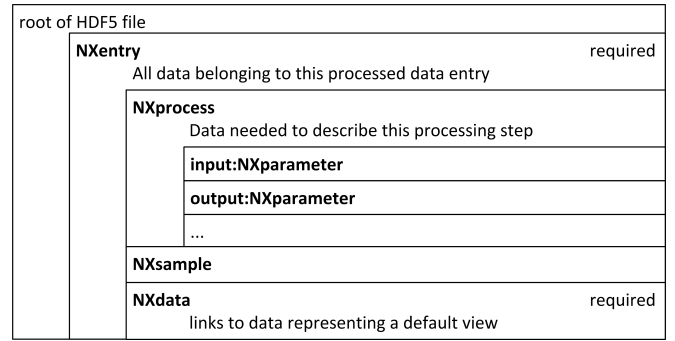 root of HDF5 file
NXentry required
All data belonging to this processed data entry
NXprocess
Data needed to describe this processing step
input:NXparameter
output:NXparameter
...
NXsample
NXdata required
links to data representing a default view